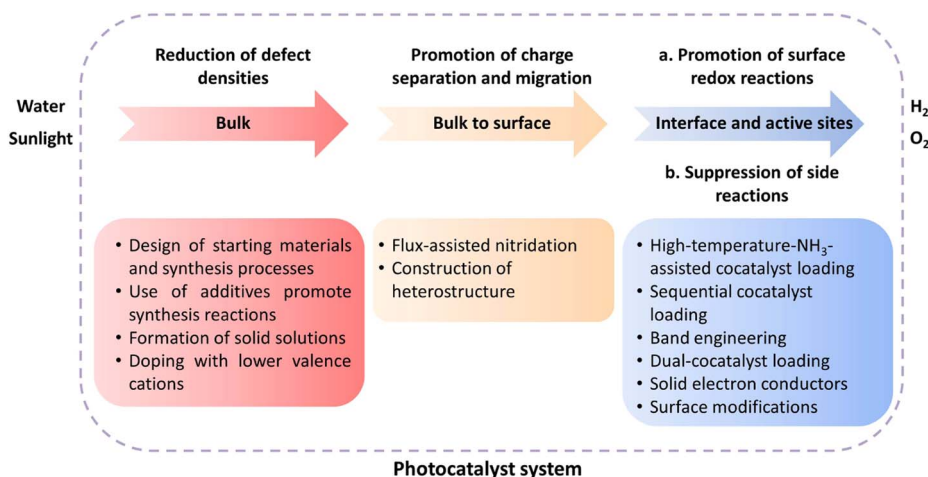 Reduction of defect
densities
Promotion of charge
separation and migration
a. Promotion of surface
redox reactions
Water
Sunlight
Bulk
Bulk to surface
Interface and active sites
H₂
O₂
b. Suppression of side
reactions
• Design of starting materials
and synthesis processes
• Use of additives promote
synthesis reactions
• Formation of solid solutions
• Doping with lower valence
cations
• Flux-assisted nitridation
• Construction of
heterostructure
• High-temperature-NH₃-
assisted cocatalyst loading
• Sequential cocatalyst
loading
• Band engineering
• Dual-cocatalyst loading
• Solid electron conductors
• Surface modifications
Photocatalyst system